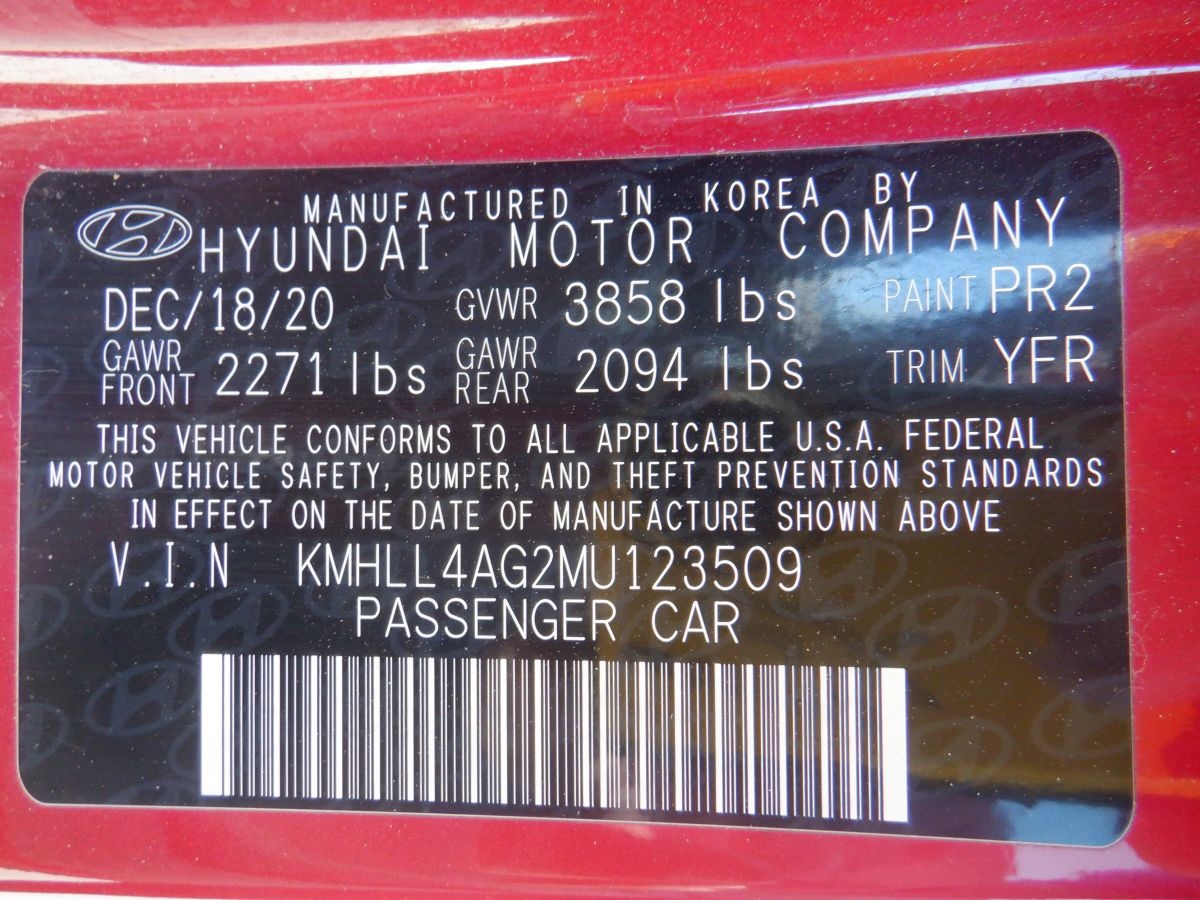 MANUFACTURED IN KOREA BY
HYUNDAI MOTOR COMPANY
DEC/18/20 GVWR 3858 lbs PAINT PR2
GAWR FRONT 2271 lbs GAWR REAR 2094 lbs TRIM YFR
THIS VEHICLE CONFORMS TO ALL APPLICABLE U.S.A. FEDERAL
MOTOR VEHICLE SAFETY, BUMPER, AND THEFT PREVENTION STANDARDS
IN EFFECT ON THE DATE OF MANUFACTURE SHOWN ABOVE
V.I.N KMHLL4AG2MU123509
PASSENGER CAR